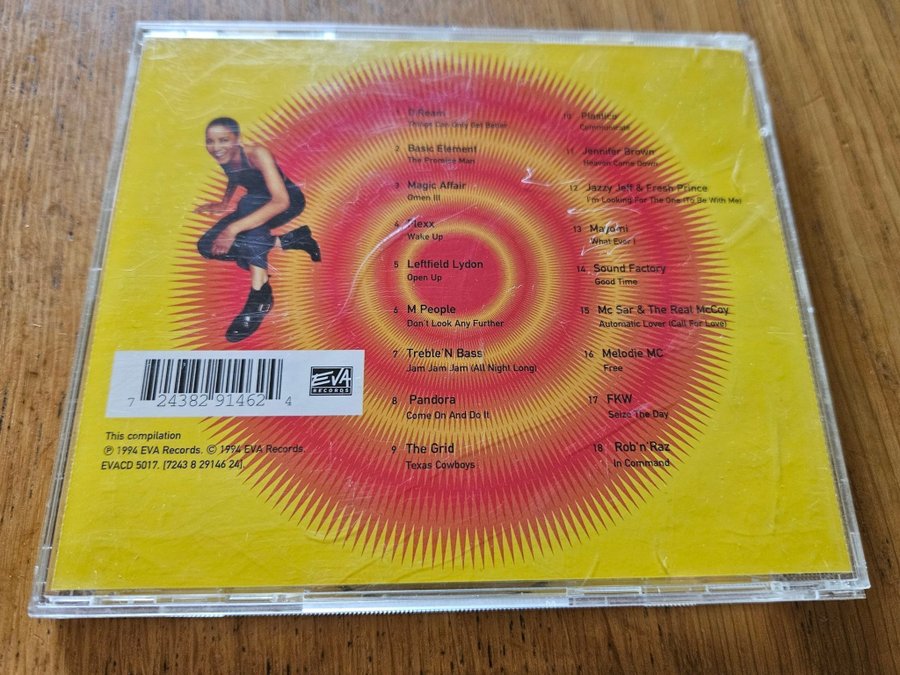 1 D:Ream
Things Can Only Get Better
2 Basic Element
The Promise Man
3 Magic Affair
Omen III
4 Flexx
Wake Up
5 Leftfield Lydon
Open Up
6 M People
Don't Look Any Further
7 Treble'N Bass
Jam Jam Jam (All Night Long)
8 Pandora
Come On And Do It
9 The Grid
Texas Cowboys
10 Plastico
Communicate
11 Jennifer Brown
Heaven Come Down
12 Jazzy Jeff & Fresh Prince
I'm Looking For The One (To Be With Me)
13 Mayomi
What Ever I
14 Sound Factory
Good Time
15 Mc Sar & The Real McCoy
Automatic Lover (Call For Love)
16 Melodie MC
Free
17 FKW
Seize The Day
18 Rob'n'Raz
In Command
7 24382 91462 4
EVA
RECORDS
This compilation
℗ 1994 EVA Records. © 1994 EVA Records.
EVACD 5017. [7243 8 29146 24].